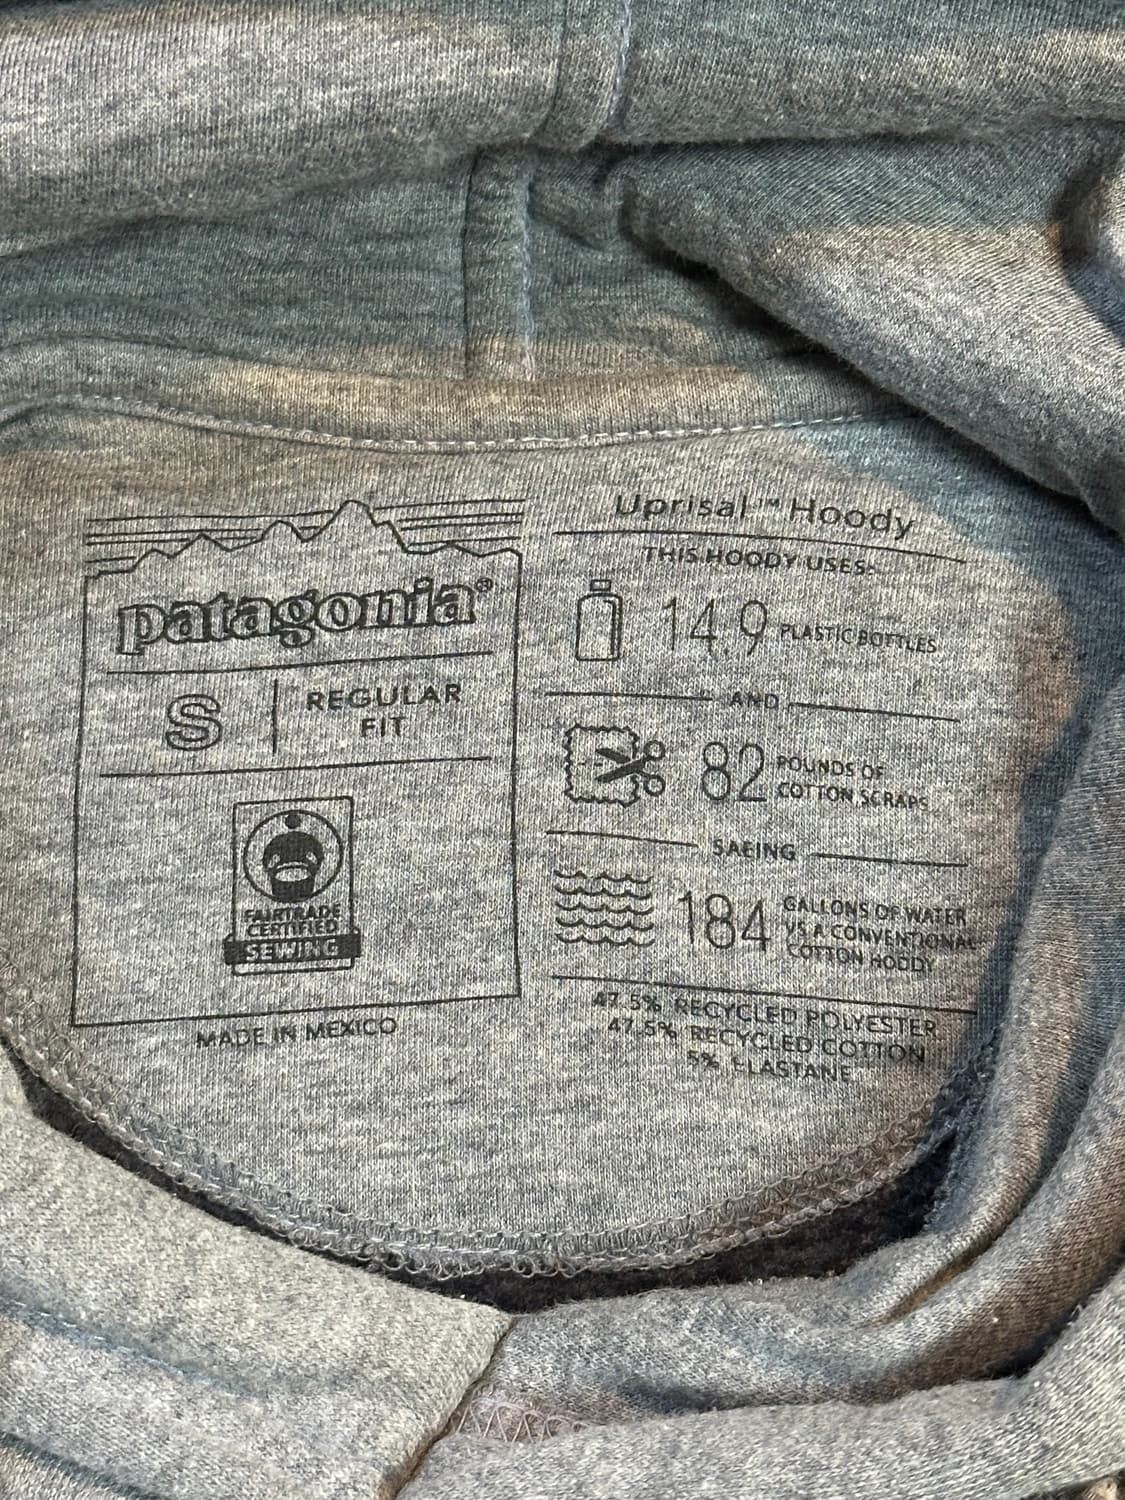 patagonia®
S
REGULAR
FIT
FAIRTRADE
CERTIFIED
SEWING
MADE IN MEXICO
Uprisal™ Hoody
THIS HOODY USES:
14.9 PLASTIC BOTTLES
AND
82 POUNDS OF
COTTON SCRAPS
SAEING
184 GALLONS OF WATER
VS A CONVENTIONAL
COTTON HOODY
47.5% RECYCLED POLYESTER
47.5% RECYCLED COTTON
5% ELASTANE